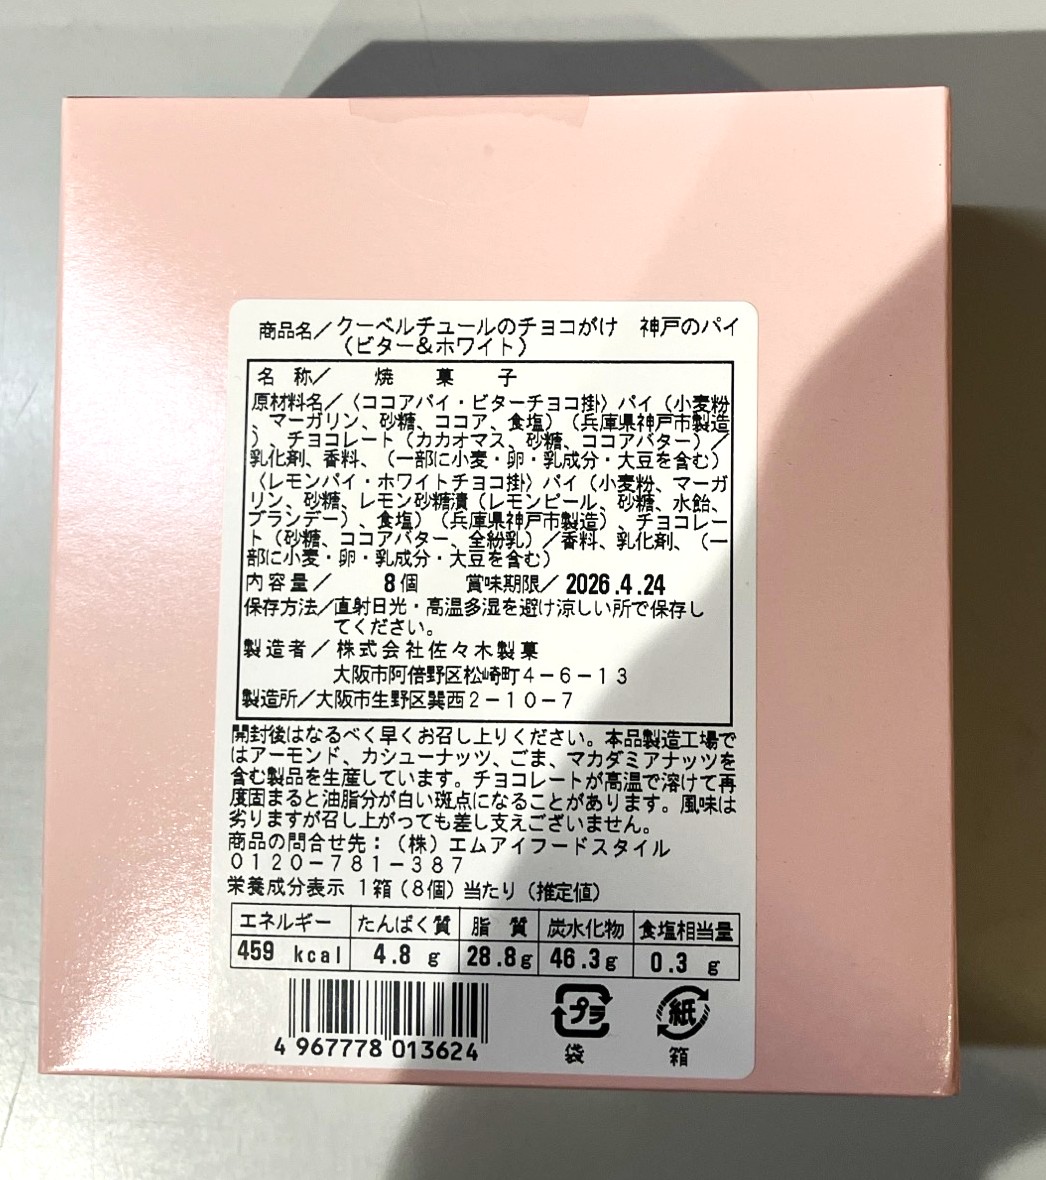 商品名／クーベルチュールのチョコがけ　神戸のパイ
（ビター＆ホワイト）
名 称／　焼　菓　子
原材料名／〈ココアパイ・ビターチョコ掛〉パイ（小麦粉
、マーガリン、砂糖、ココア、食塩）（兵庫県神戸市製造
）、チョコレート（カカオマス、砂糖、ココアバター）／
乳化剤、香料、（一部に小麦・卵・乳成分・大豆を含む）
〈レモンパイ・ホワイトチョコ掛〉パイ（小麦粉、マーガ
リン、砂糖、レモン砂糖漬（レモンピール、砂糖、水飴、
ブランデー）、食塩）（兵庫県神戸市製造）、チョコレー
ト（砂糖、ココアバター、全粉乳）／香料、乳化剤、（一
部に小麦・卵・乳成分・大豆を含む）
内容量／　8個　賞味期限／ 2026.4.24
保存方法／直射日光・高温多湿を避け涼しい所で保存し
てください。
製造者／株式会社佐々木製菓
大阪市阿倍野区松崎町４－６－１３
製造所／大阪市生野区巽西２－１０－７
開封後はなるべく早くお召し上りください。本品製造工場で
はアーモンド、カシューナッツ、ごま、マカダミアナッツを
含む製品を生産しています。チョコレートが高温で溶けて再
度固まると油脂分が白い斑点になることがあります。風味は
劣りますが召し上がっても差し支えございません。
商品の問合せ先：（株）エムアイフードスタイル
０１２０－７８１－３８７
栄養成分表示 １箱（８個）当たり（推定値）
エネルギー たんぱく質 脂 質 炭水化物 食塩相当量
459 kcal 4.8 g 28.8g 46.3g 0.3 g
プラ 紙
4 967778 013624 袋 箱